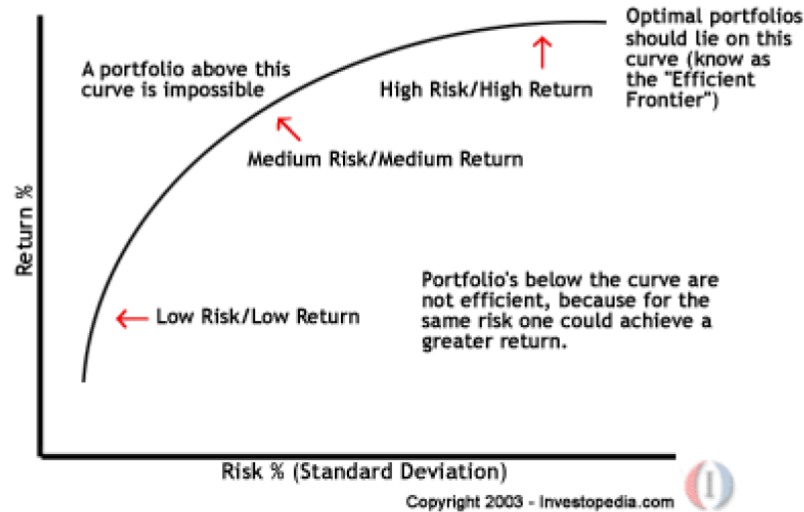 Optimal portfolios
should lie on this
curve (know as
the "Efficient
Frontier")
A portfolio above this
curve is impossible
High Risk/High Return
Medium Risk/Medium Return
Return %
Portfolio's below the curve are
not efficient, because for the
same risk one could achieve a
greater return.
Low Risk/Low Return
Risk % (Standard Deviation)
Copyright 2003 - Investopedia.com
I